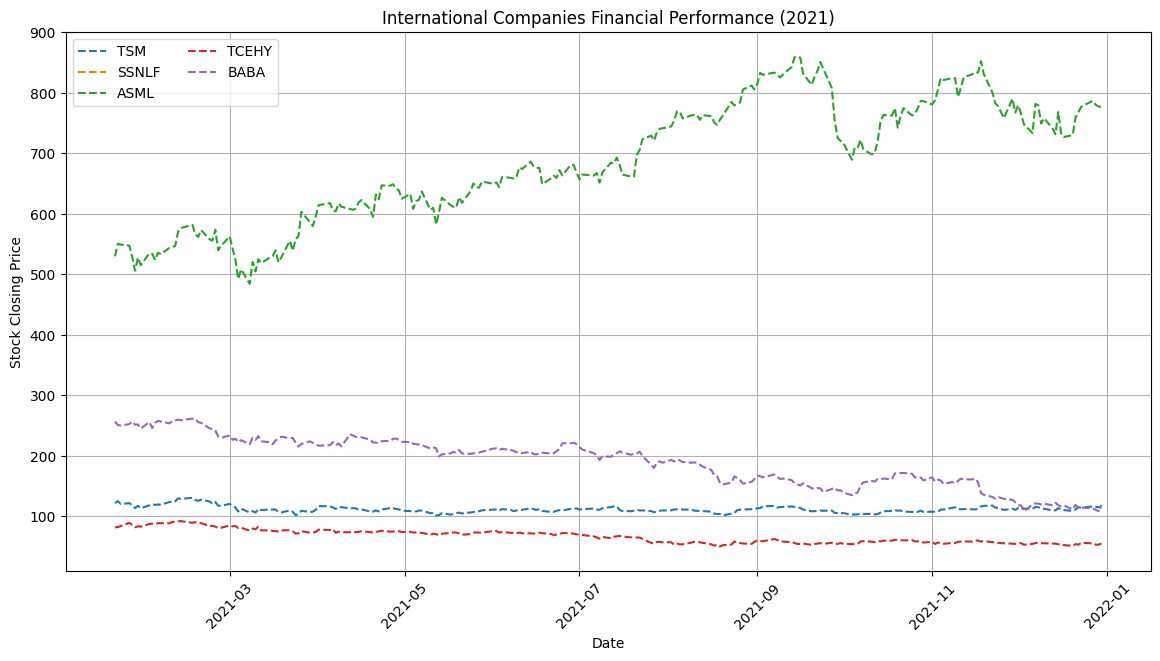 International Companies Financial Performance (2021)
TSM
SSNLF
ASML
TCEHY
BABA
Stock Closing Price
900
800
700
600
500
400
300
200
100
2021-03
2021-05
2021-07
2021-09
2021-11
2022-01
Date